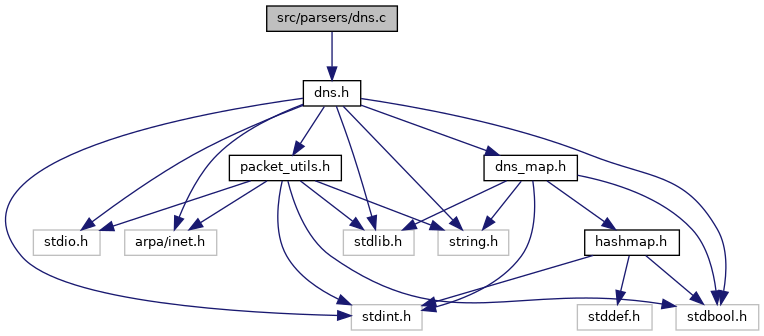 src/parsers/dns.c
dns.h
packet_utils.h
dns_map.h
stdio.h
arpa/inet.h
stdlib.h
string.h
hashmap.h
stdint.h
stddef.h
stdbool.h